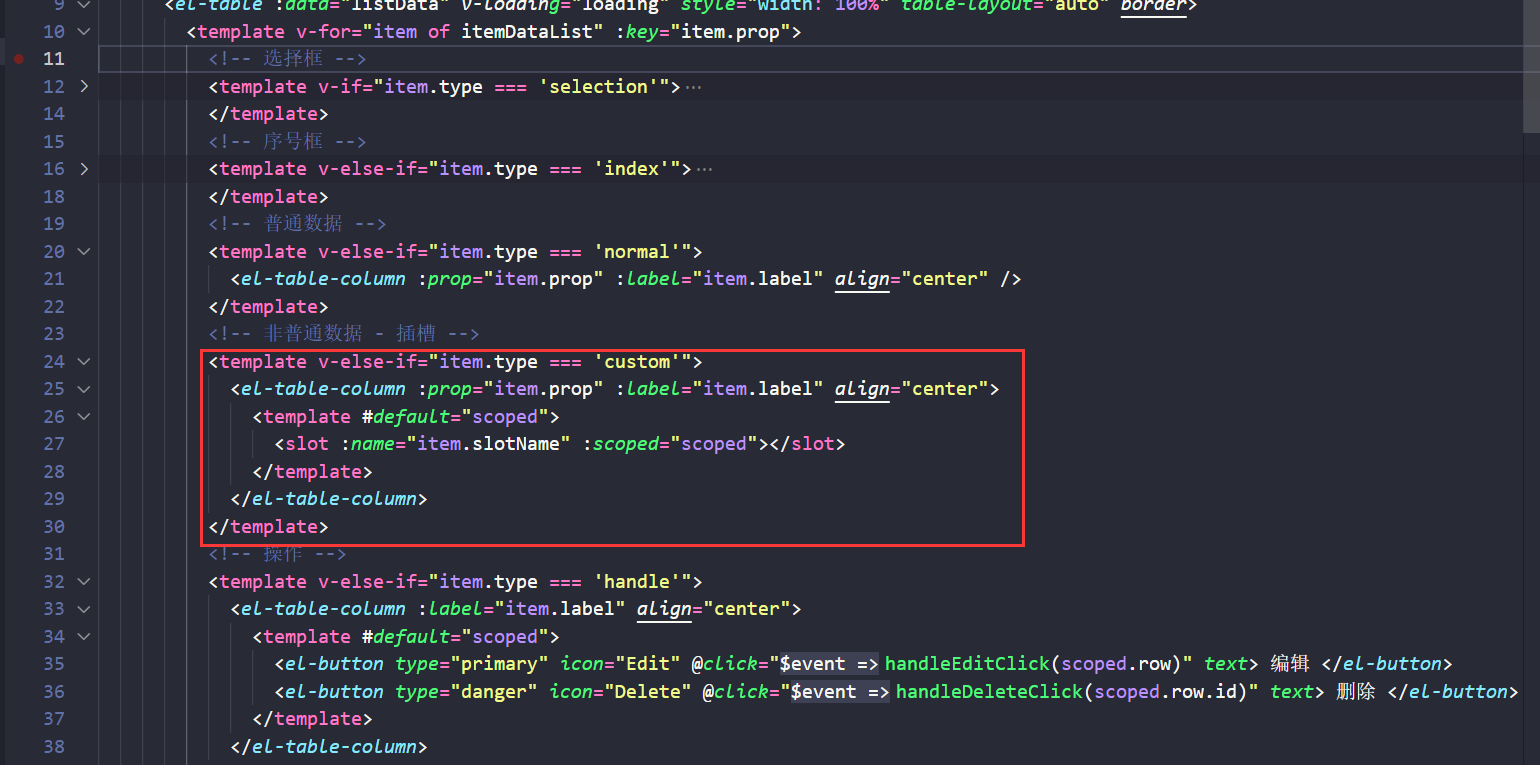 9 <el-table :data="listData" v-loading="loading" style="width: 100%" table-layout="auto" border>
10 <template v-for="item of itemDataList" :key="item.prop">
11 <!-- 选择框 -->
12 <template v-if="item.type === 'selection'">···
14 </template>
15 <!-- 序号框 -->
16 <template v-else-if="item.type === 'index'">···
18 </template>
19 <!-- 普通数据 -->
20 <template v-else-if="item.type === 'normal'">
21 <el-table-column :prop="item.prop" :label="item.label" align="center" />
22 </template>
23 <!-- 非普通数据 - 插槽 -->
24 <template v-else-if="item.type === 'custom'">
25 <el-table-column :prop="item.prop" :label="item.label" align="center">
26 <template #default="scoped">
27 <slot :name="item.slotName" :scoped="scoped"></slot>
28 </template>
29 </el-table-column>
30 </template>
31 <!-- 操作 -->
32 <template v-else-if="item.type === 'handle'">
33 <el-table-column :label="item.label" align="center">
34 <template #default="scoped">
35 <el-button type="primary" icon="Edit" @click="$event => handleEditClick(scoped.row)" text> 编辑 </el-button>
36 <el-button type="danger" icon="Delete" @click="$event => handleDeleteClick(scoped.row.id)" text> 删除 </el-button>
37 </template>
38 </el-table-column>